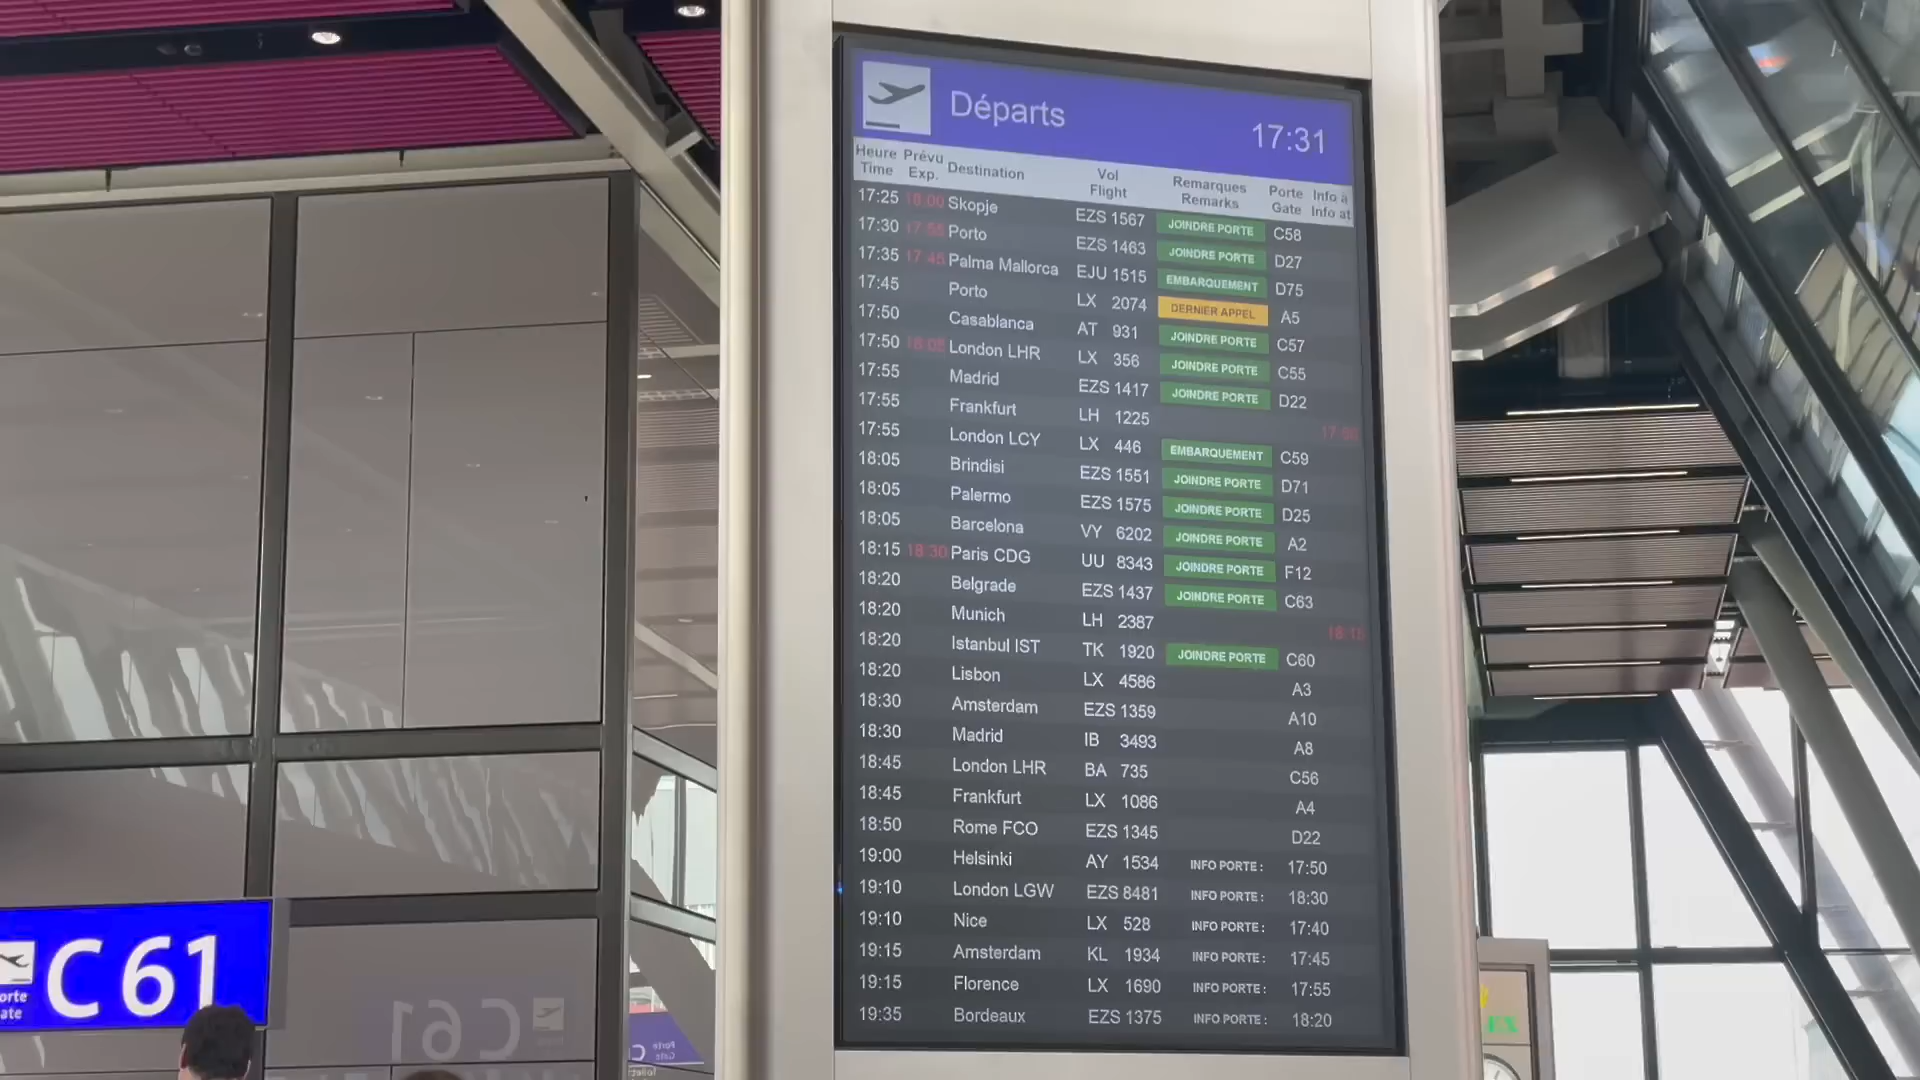 Départs 17:31
Heure Prévu Destination Vol Remarques Porte Info à
Time Exp. Flight Remarks Gate Info at
17:25 18:00 Skopje EZS 1567 JOINDRE PORTE C58
17:30 17:55 Porto EZS 1463 JOINDRE PORTE D27
17:35 17:45 Palma Mallorca EJU 1515 EMBARQUEMENT D75
17:45 Porto LX 2074 DERNIER APPEL A5
17:50 Casablanca AT 931 JOINDRE PORTE C57
17:50 18:05 London LHR LX 356 JOINDRE PORTE C55
17:55 Madrid EZS 1417 JOINDRE PORTE D22
17:55 Frankfurt LH 1225
17:55 London LCY LX 446 EMBARQUEMENT C59
18:05 Brindisi EZS 1551 JOINDRE PORTE D71
18:05 Palermo EZS 1575 JOINDRE PORTE D25
18:05 Barcelona VY 6202 JOINDRE PORTE A2
18:15 18:30 Paris CDG UU 8343 JOINDRE PORTE F12
18:20 Belgrade EZS 1437 JOINDRE PORTE C63
18:20 Munich LH 2387 18:15
18:20 Istanbul IST TK 1920 JOINDRE PORTE C60
18:20 Lisbon LX 4586 A3
18:30 Amsterdam EZS 1359 A10
18:30 Madrid IB 3493 A8
18:45 London LHR BA 735 C56
18:45 Frankfurt LX 1086 A4
18:50 Rome FCO EZS 1345 D22
19:00 Helsinki AY 1534 INFO PORTE : 17:50
19:10 London LGW EZS 8481 INFO PORTE : 18:30
19:10 Nice LX 528 INFO PORTE : 17:40
19:15 Amsterdam KL 1934 INFO PORTE : 17:45
19:15 Florence LX 1690 INFO PORTE : 17:55
19:35 Bordeaux EZS 1375 INFO PORTE : 18:20
C61